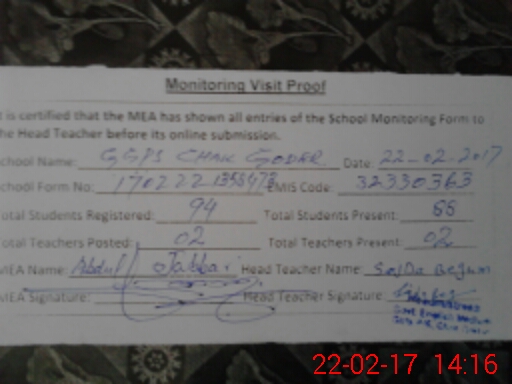 Monitoring Visit Proof
t is certified that the MEA has shown all entries of the School Monitoring Form to
the Head Teacher before its online submission.
chool Name: GGPS CHAK GODER Date: 22-02-2017
chool Form No: 170222 EMIS Code: 32330363
otal Students Registered: 94 Total Students Present: 88
otal Teachers Posted: 02 Total Teachers Present: 02
MEA Name: Abdul Jabbar Head Teacher Name: SajDa Begum
MEA Signature: Head Teacher Signature:
22-02-17 14:16